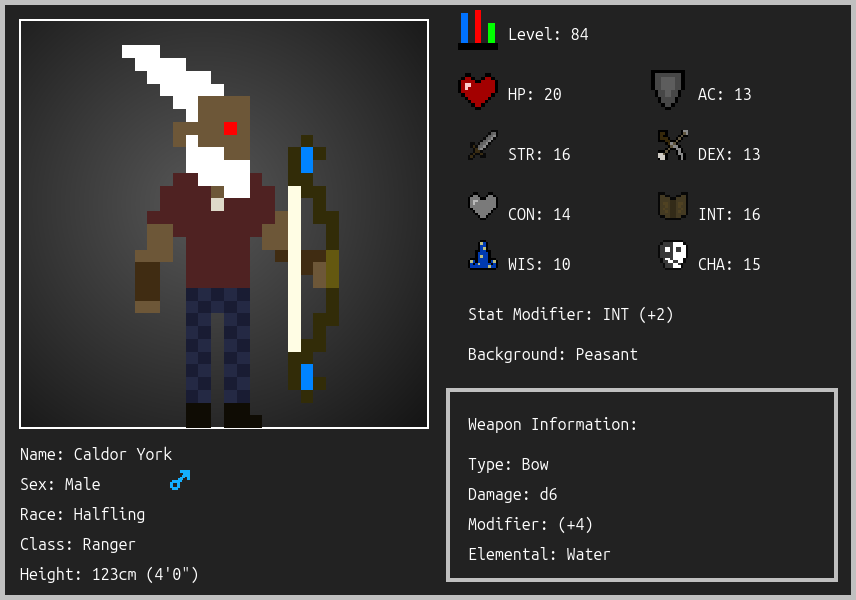 Level: 84
HP: 20
AC: 13
STR: 16
DEX: 13
CON: 14
INT: 16
WIS: 10
CHA: 15
Stat Modifier: INT (+2)
Background: Peasant
Weapon Information:
Type: Bow
Damage: d6
Modifier: (+4)
Elemental: Water
Name: Caldor York
Sex: Male
Race: Halfling
Class: Ranger
Height: 123cm (4'0")